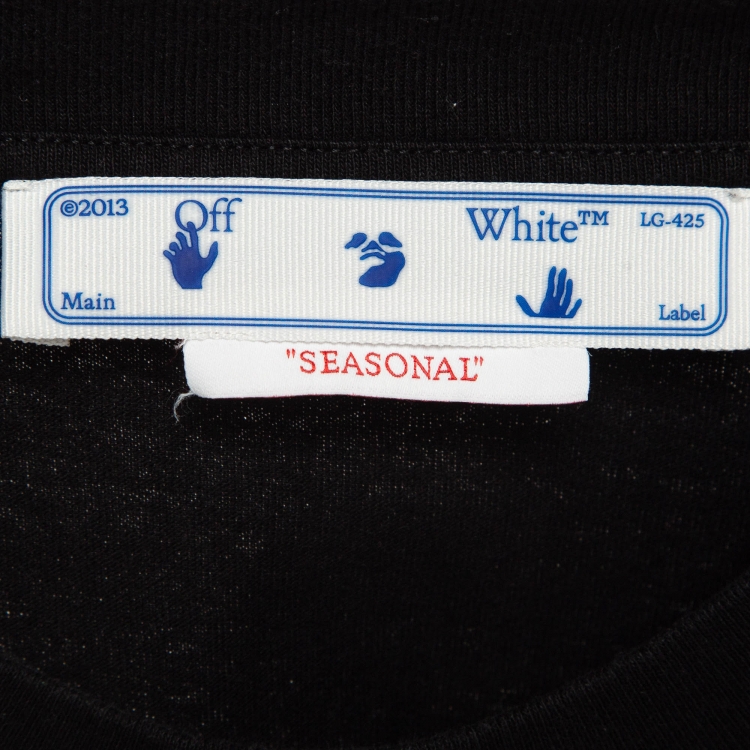 ©2013 Off White™ LG-425
Main Label
"SEASONAL"